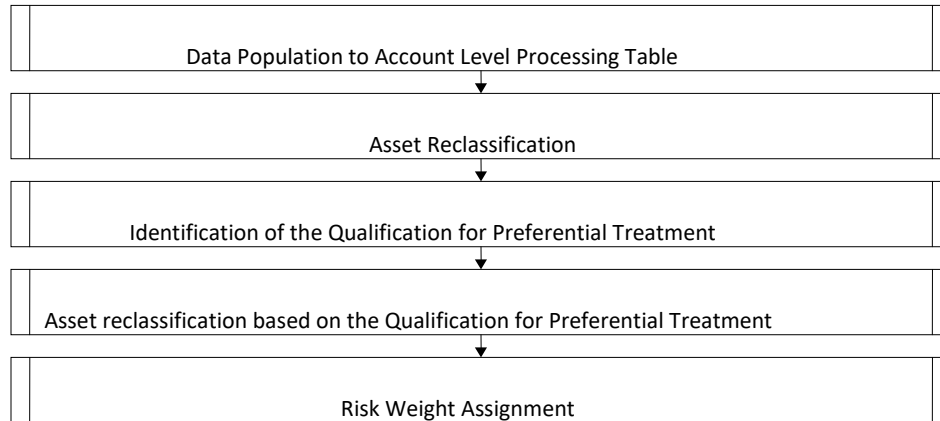 Data Population to Account Level Processing Table
Asset Reclassification
Identification of the Qualification for Preferential Treatment
Asset reclassification based on the Qualification for Preferential Treatment
Risk Weight Assignment